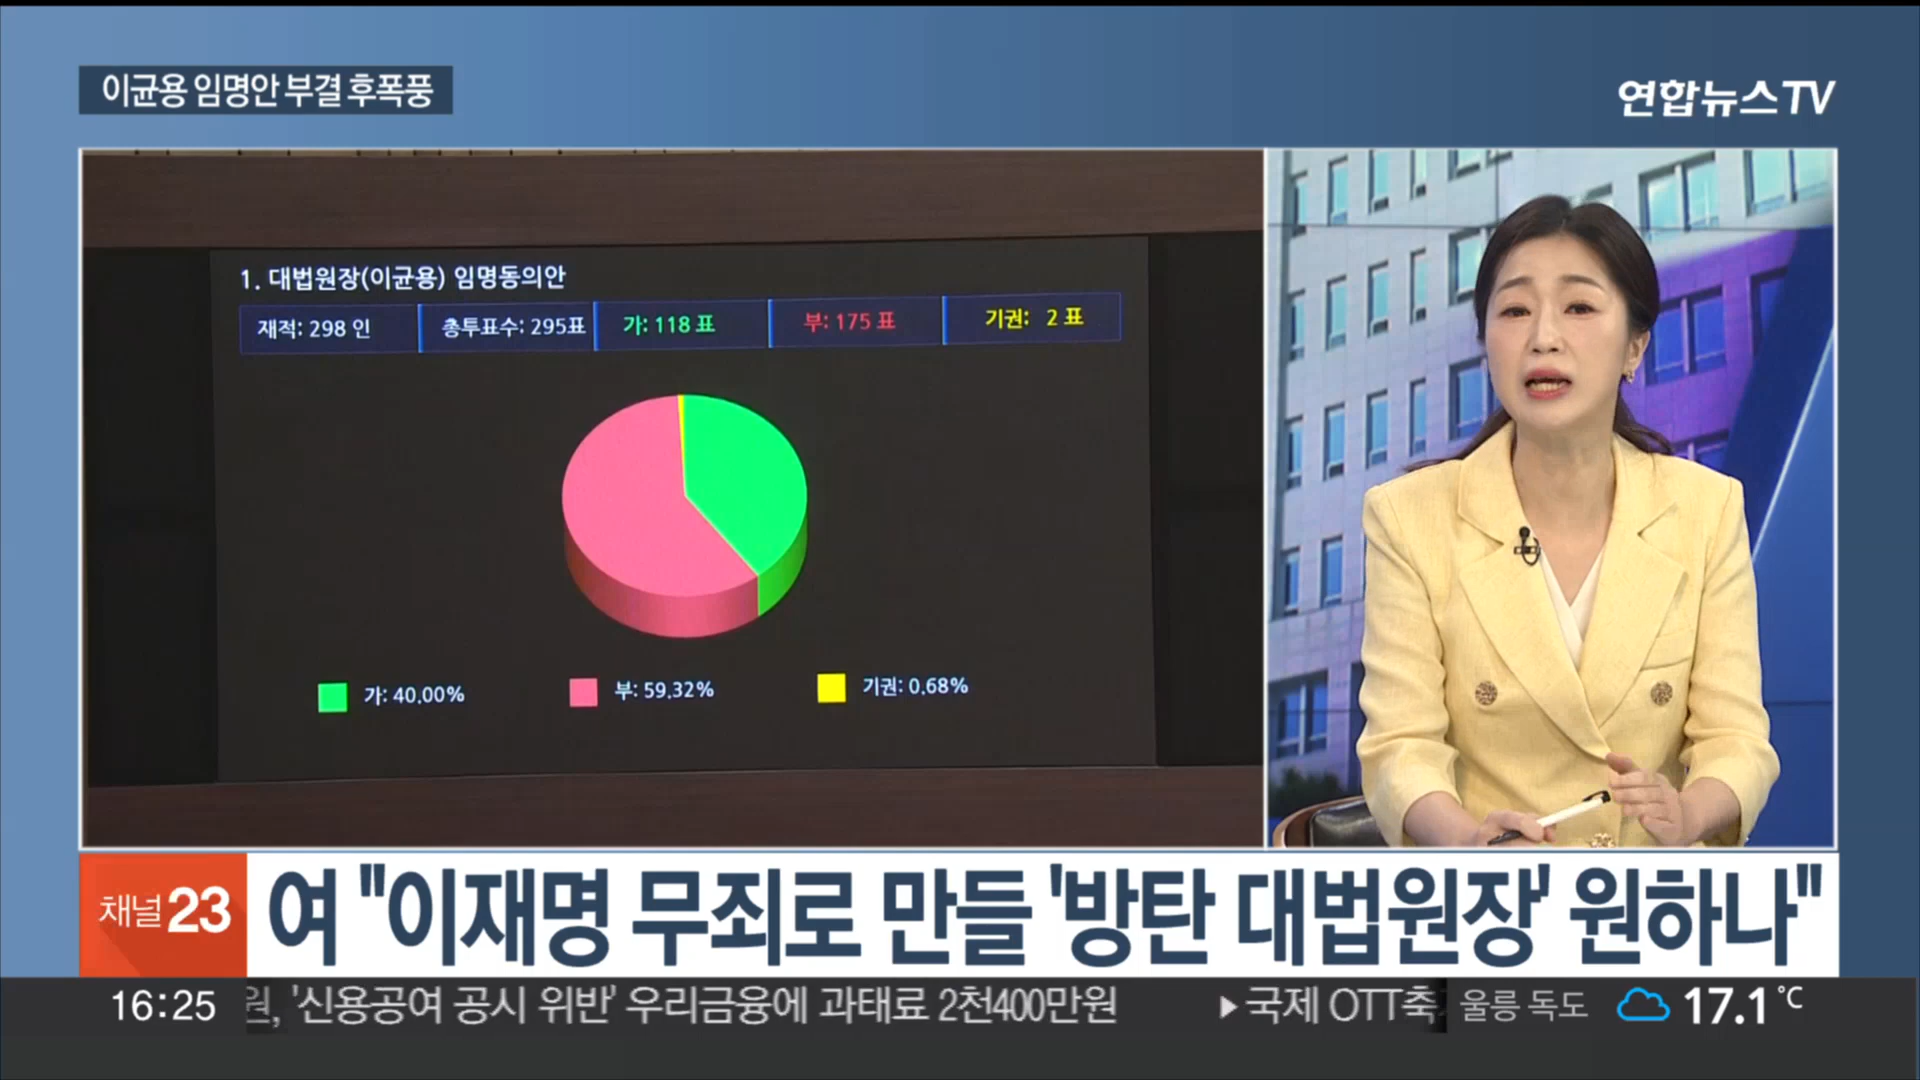 이균용 임명안 부결 후폭풍
연합뉴스TV
1. 대법원장(이균용) 임명동의안
재적: 298 인 총투표수: 295표 가: 118 표 부: 175 표 기권: 2 표
가: 40.00% 부: 59.32% 기권: 0.68%
채널 23
여 "이재명 무죄로 만들 '방탄 대법원장' 원하나"
16:25 원, '신용공여 공시 위반' 우리금융에 과태료 2천400만원 ▶국제 OTT축 울릉 독도 17.1℃